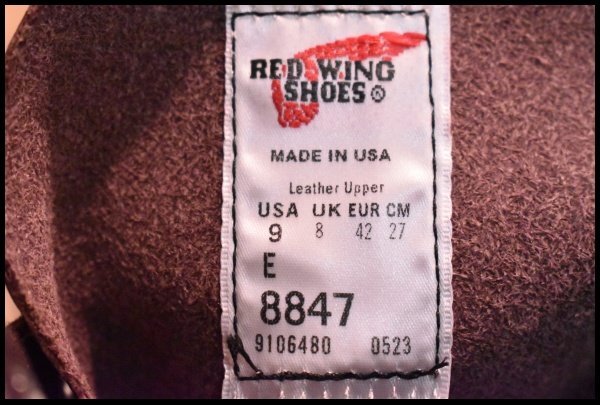 RED WING
SHOES®
MADE IN USA
Leather Upper
USA UK EUR CM
9 8 42 27
E
8847
9106480 0523